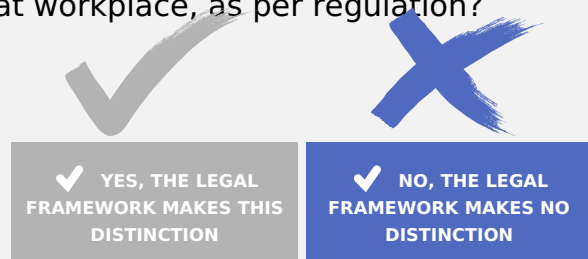 at workplace, as per regulation?
YES, THE LEGAL
FRAMEWORK MAKES THIS
DISTINCTION
NO, THE LEGAL
FRAMEWORK MAKES NO
DISTINCTION